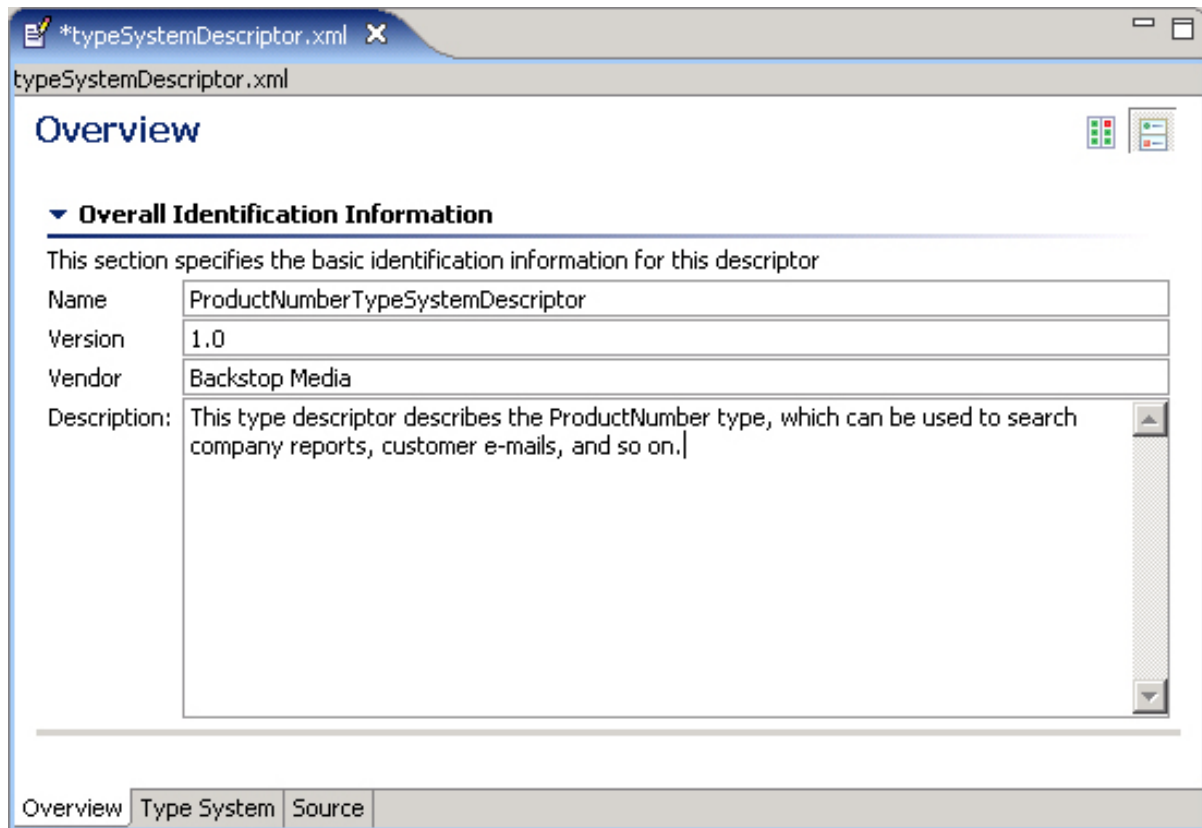 *typeSystemDescriptor.xml
typeSystemDescriptor.xml
Overview
Overall Identification Information
This section specifies the basic identification information for this descriptor
Name ProductNumberTypeSystemDescriptor
Version 1.0
Vendor Backstop Media
Description: This type descriptor describes the ProductNumber type, which can be used to search
company reports, customer e-mails, and so on.
Overview Type System Source